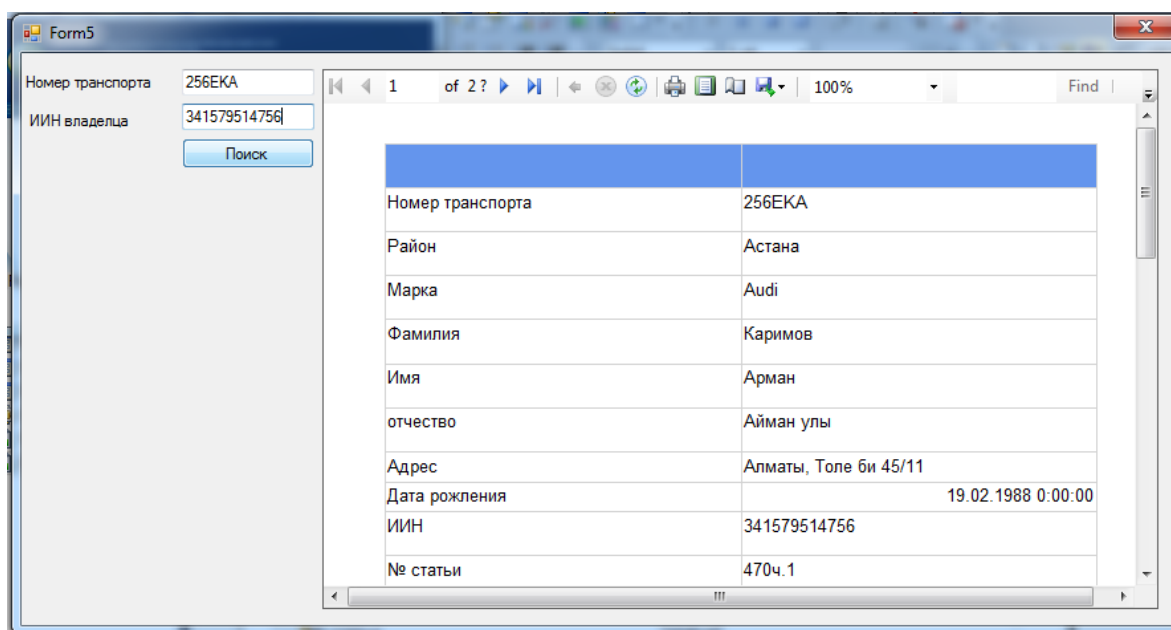 Form5
Номер транспорта 256EKA
ИИН владелца 341579514756
Поиск
1 of 2 ? 100% Find
Номер транспорта 256EKA
Район Астана
Марка Audi
Фамилия Каримов
Имя Арман
отчество Айман улы
Адрес Алматы, Толе би 45/11
Дата рожления 19.02.1988 0:00:00
ИИН 341579514756
№ статьи 470ч.1